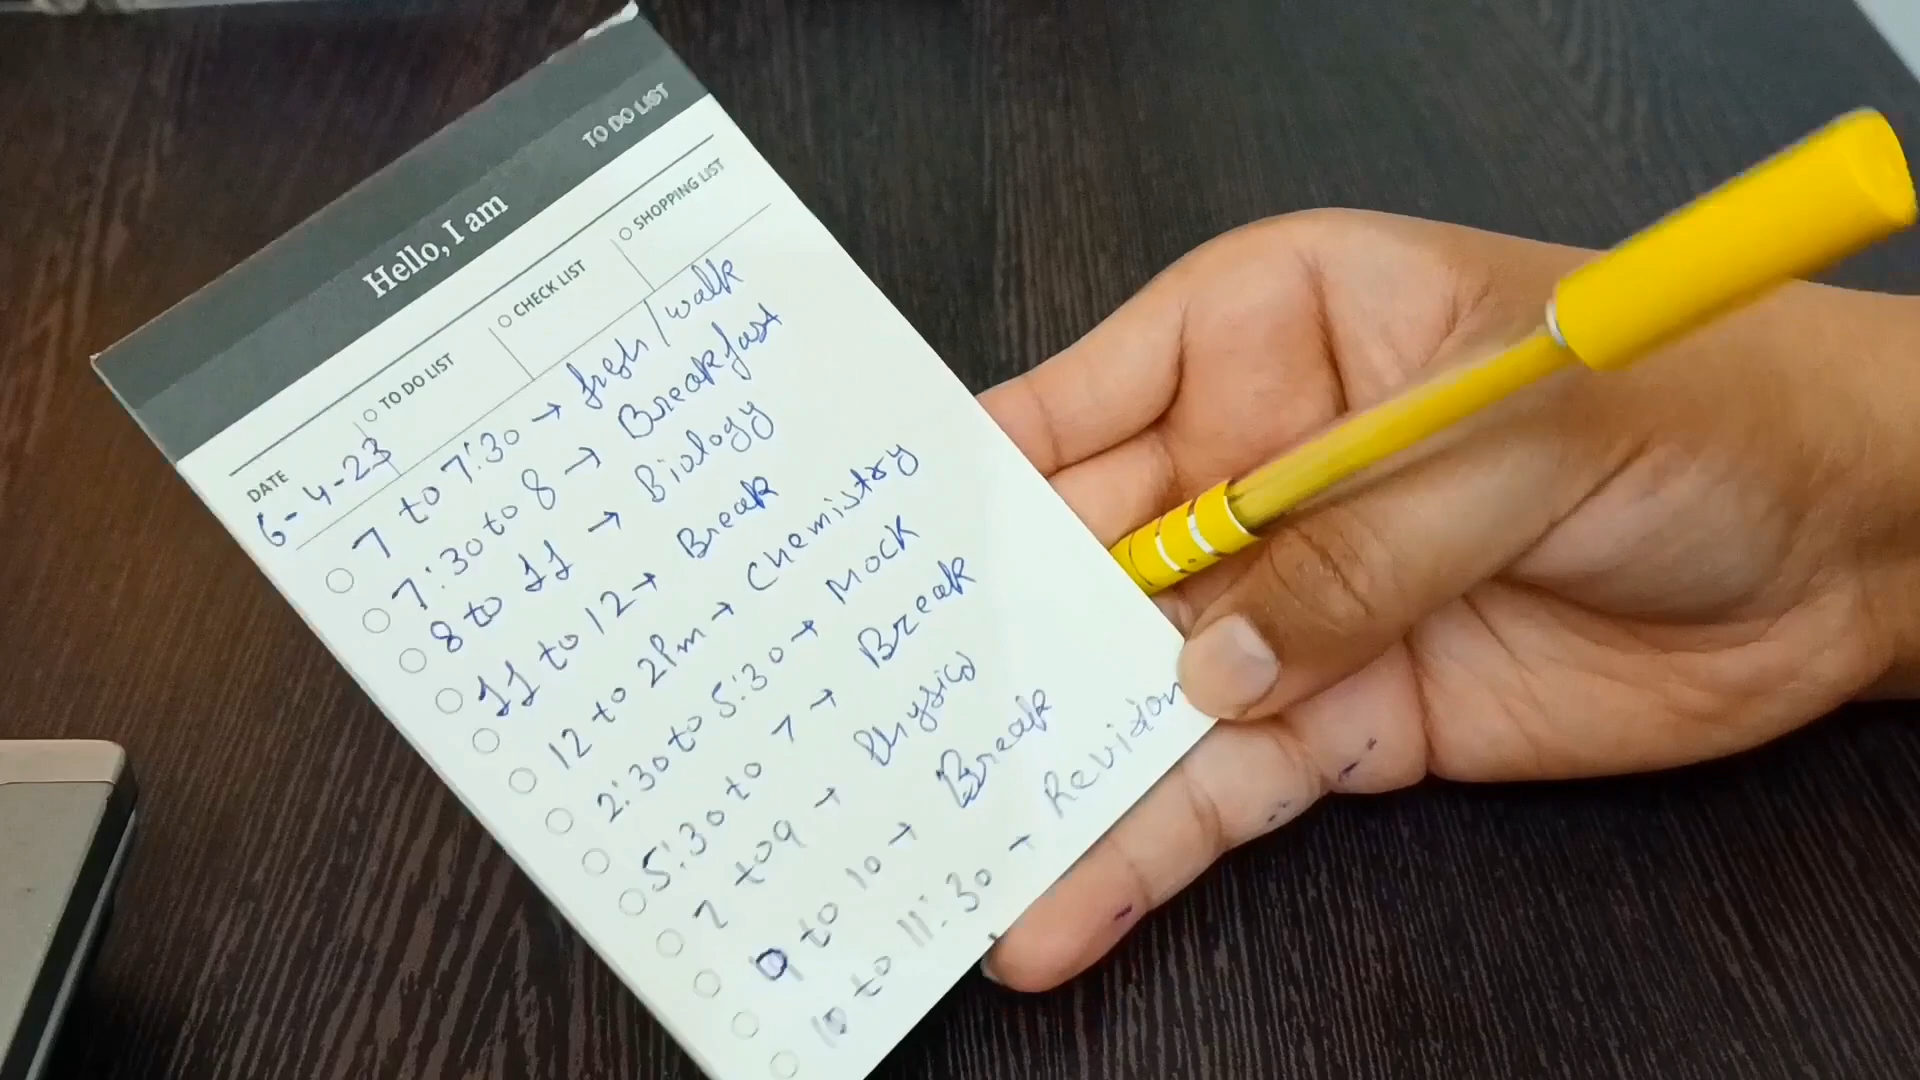 TO DO LIST
Hello, I am
DATE 6-4-23
○ TO DO LIST ○ CHECK LIST ○ SHOPPING LIST
7 to 7:30 → fresh / walk
7:30 to 8 → Breakfast
8 to 11 → Biology
11 to 12 → Break
12 to 2Pm → Chemistry
2:30 to 5:30 → Mock
5:30 to 7 → Break
7 to 9 → Physics
9 to 10 → Break
10 to 11:30 → Revision